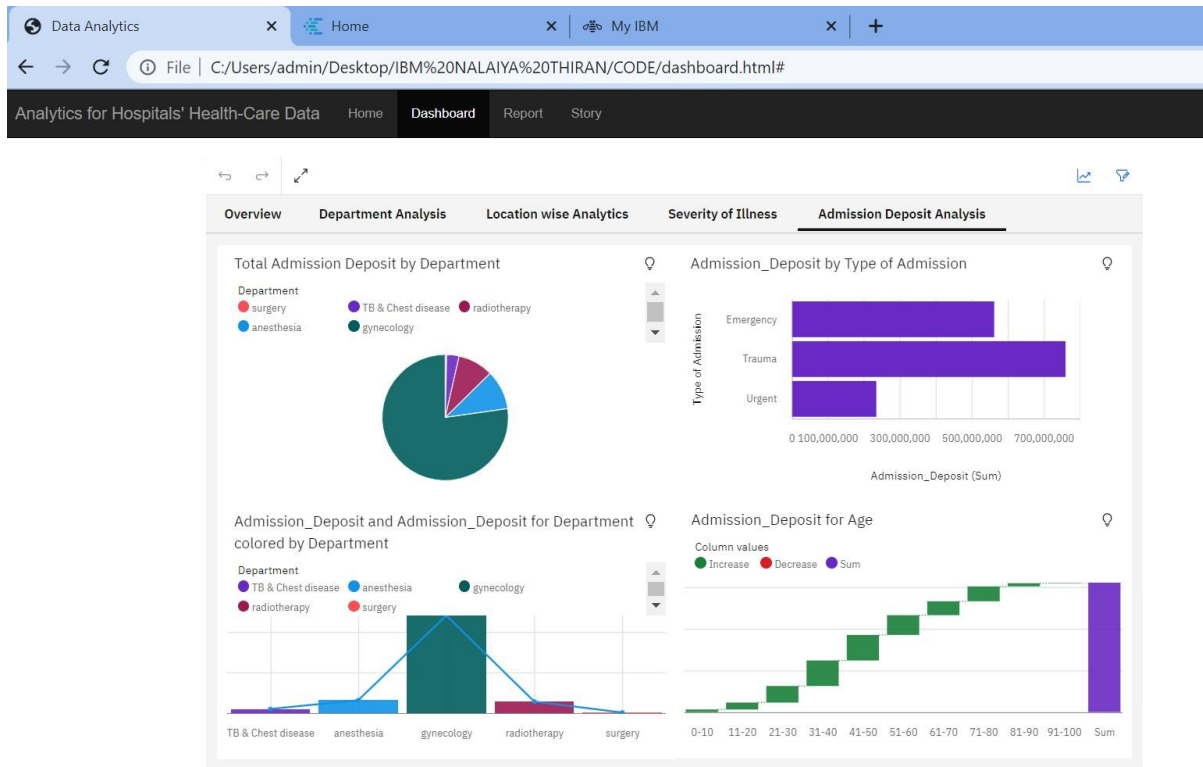 Data Analytics
Home
My IBM
File | C:/Users/admin/Desktop/IBM%20NALAIYA%20THIRAN/CODE/dashboard.html#
Analytics for Hospitals' Health-Care Data Home Dashboard Report Story
Overview Department Analysis Location wise Analytics Severity of Illness Admission Deposit Analysis
Total Admission Deposit by Department
Department
surgery TB & Chest disease radiotherapy
anesthesia gynecology
Admission_Deposit by Type of Admission
Type of Admission
Emergency
Trauma
Urgent
0 100,000,000 300,000,000 500,000,000 700,000,000
Admission_Deposit (Sum)
Admission_Deposit and Admission_Deposit for Department
colored by Department
Department
TB & Chest disease anesthesia gynecology
radiotherapy surgery
TB & Chest disease anesthesia gynecology radiotherapy surgery
Admission_Deposit for Age
Column values
Increase Decrease Sum
0-10 11-20 21-30 31-40 41-50 51-60 61-70 71-80 81-90 91-100 Sum